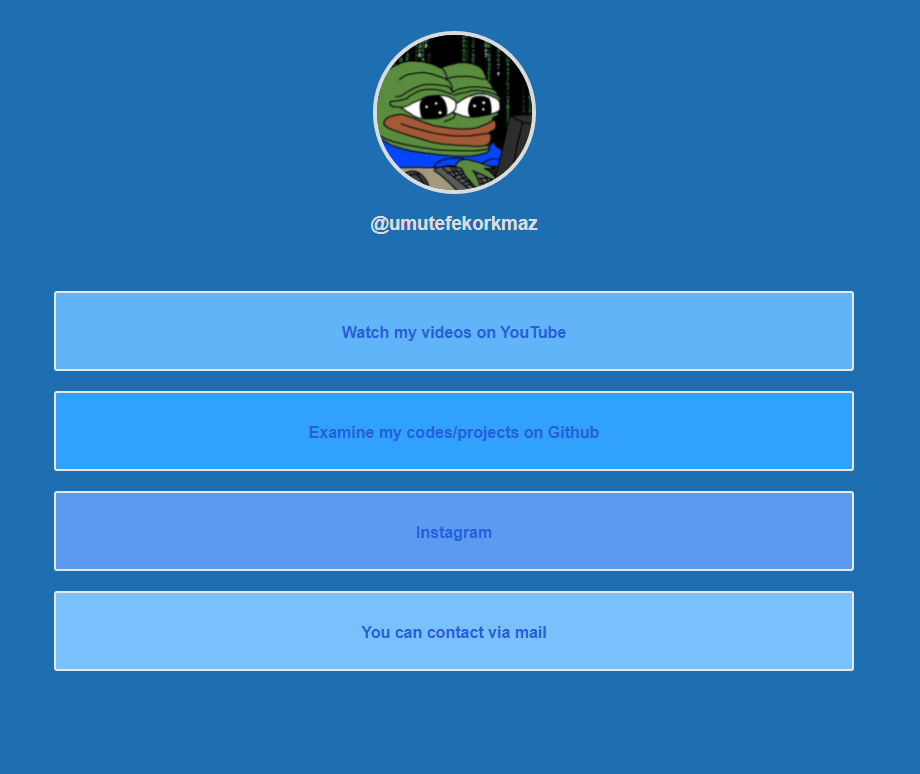 @umutefekorkmaz
Watch my videos on YouTube
Examine my codes/projects on Github
Instagram
You can contact via mail